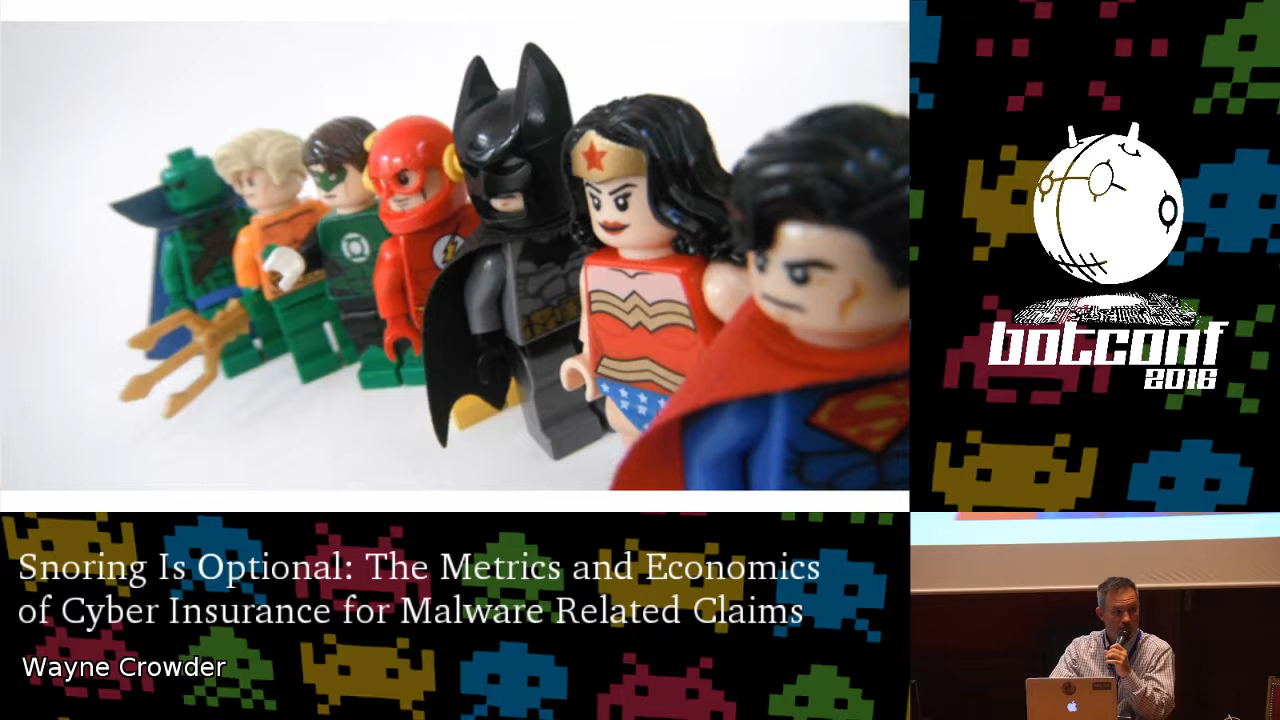 botconf
2016
Snoring Is Optional: The Metrics and Economics
of Cyber Insurance for Malware Related Claims
Wayne Crowder